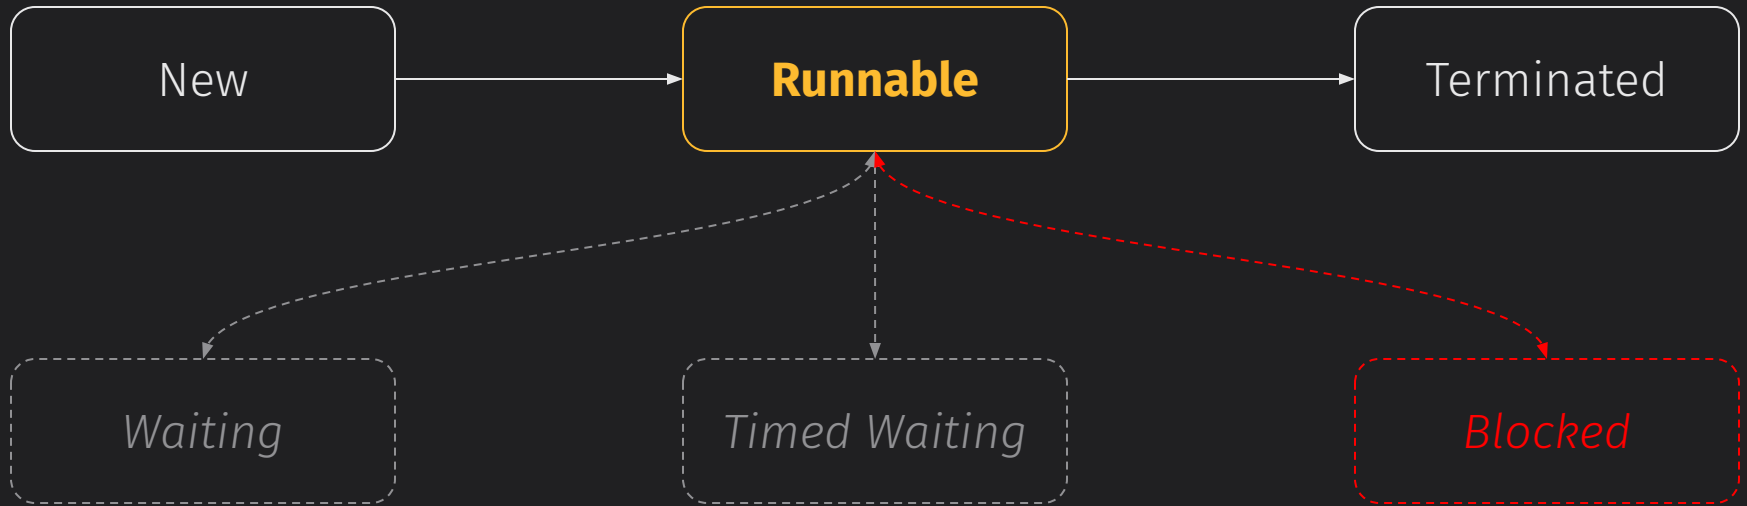 New
Runnable
Terminated
Waiting
Timed Waiting
Blocked